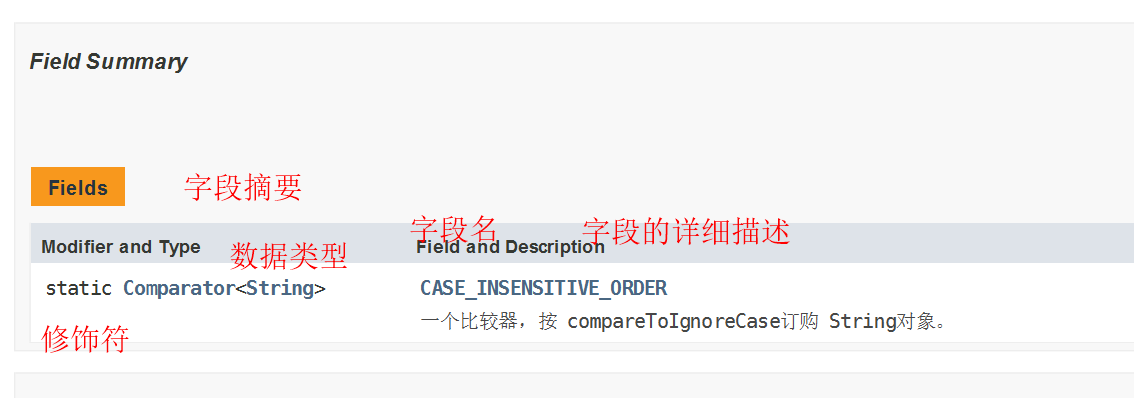 Field Summary
Fields
字段摘要
字段名
字段的详细描述
Modifier and Type
数据类型
Field and Description
static Comparator<String>
CASE_INSENSITIVE_ORDER
一个比较器，按 compareToIgnoreCase订购 String对象。
修饰符